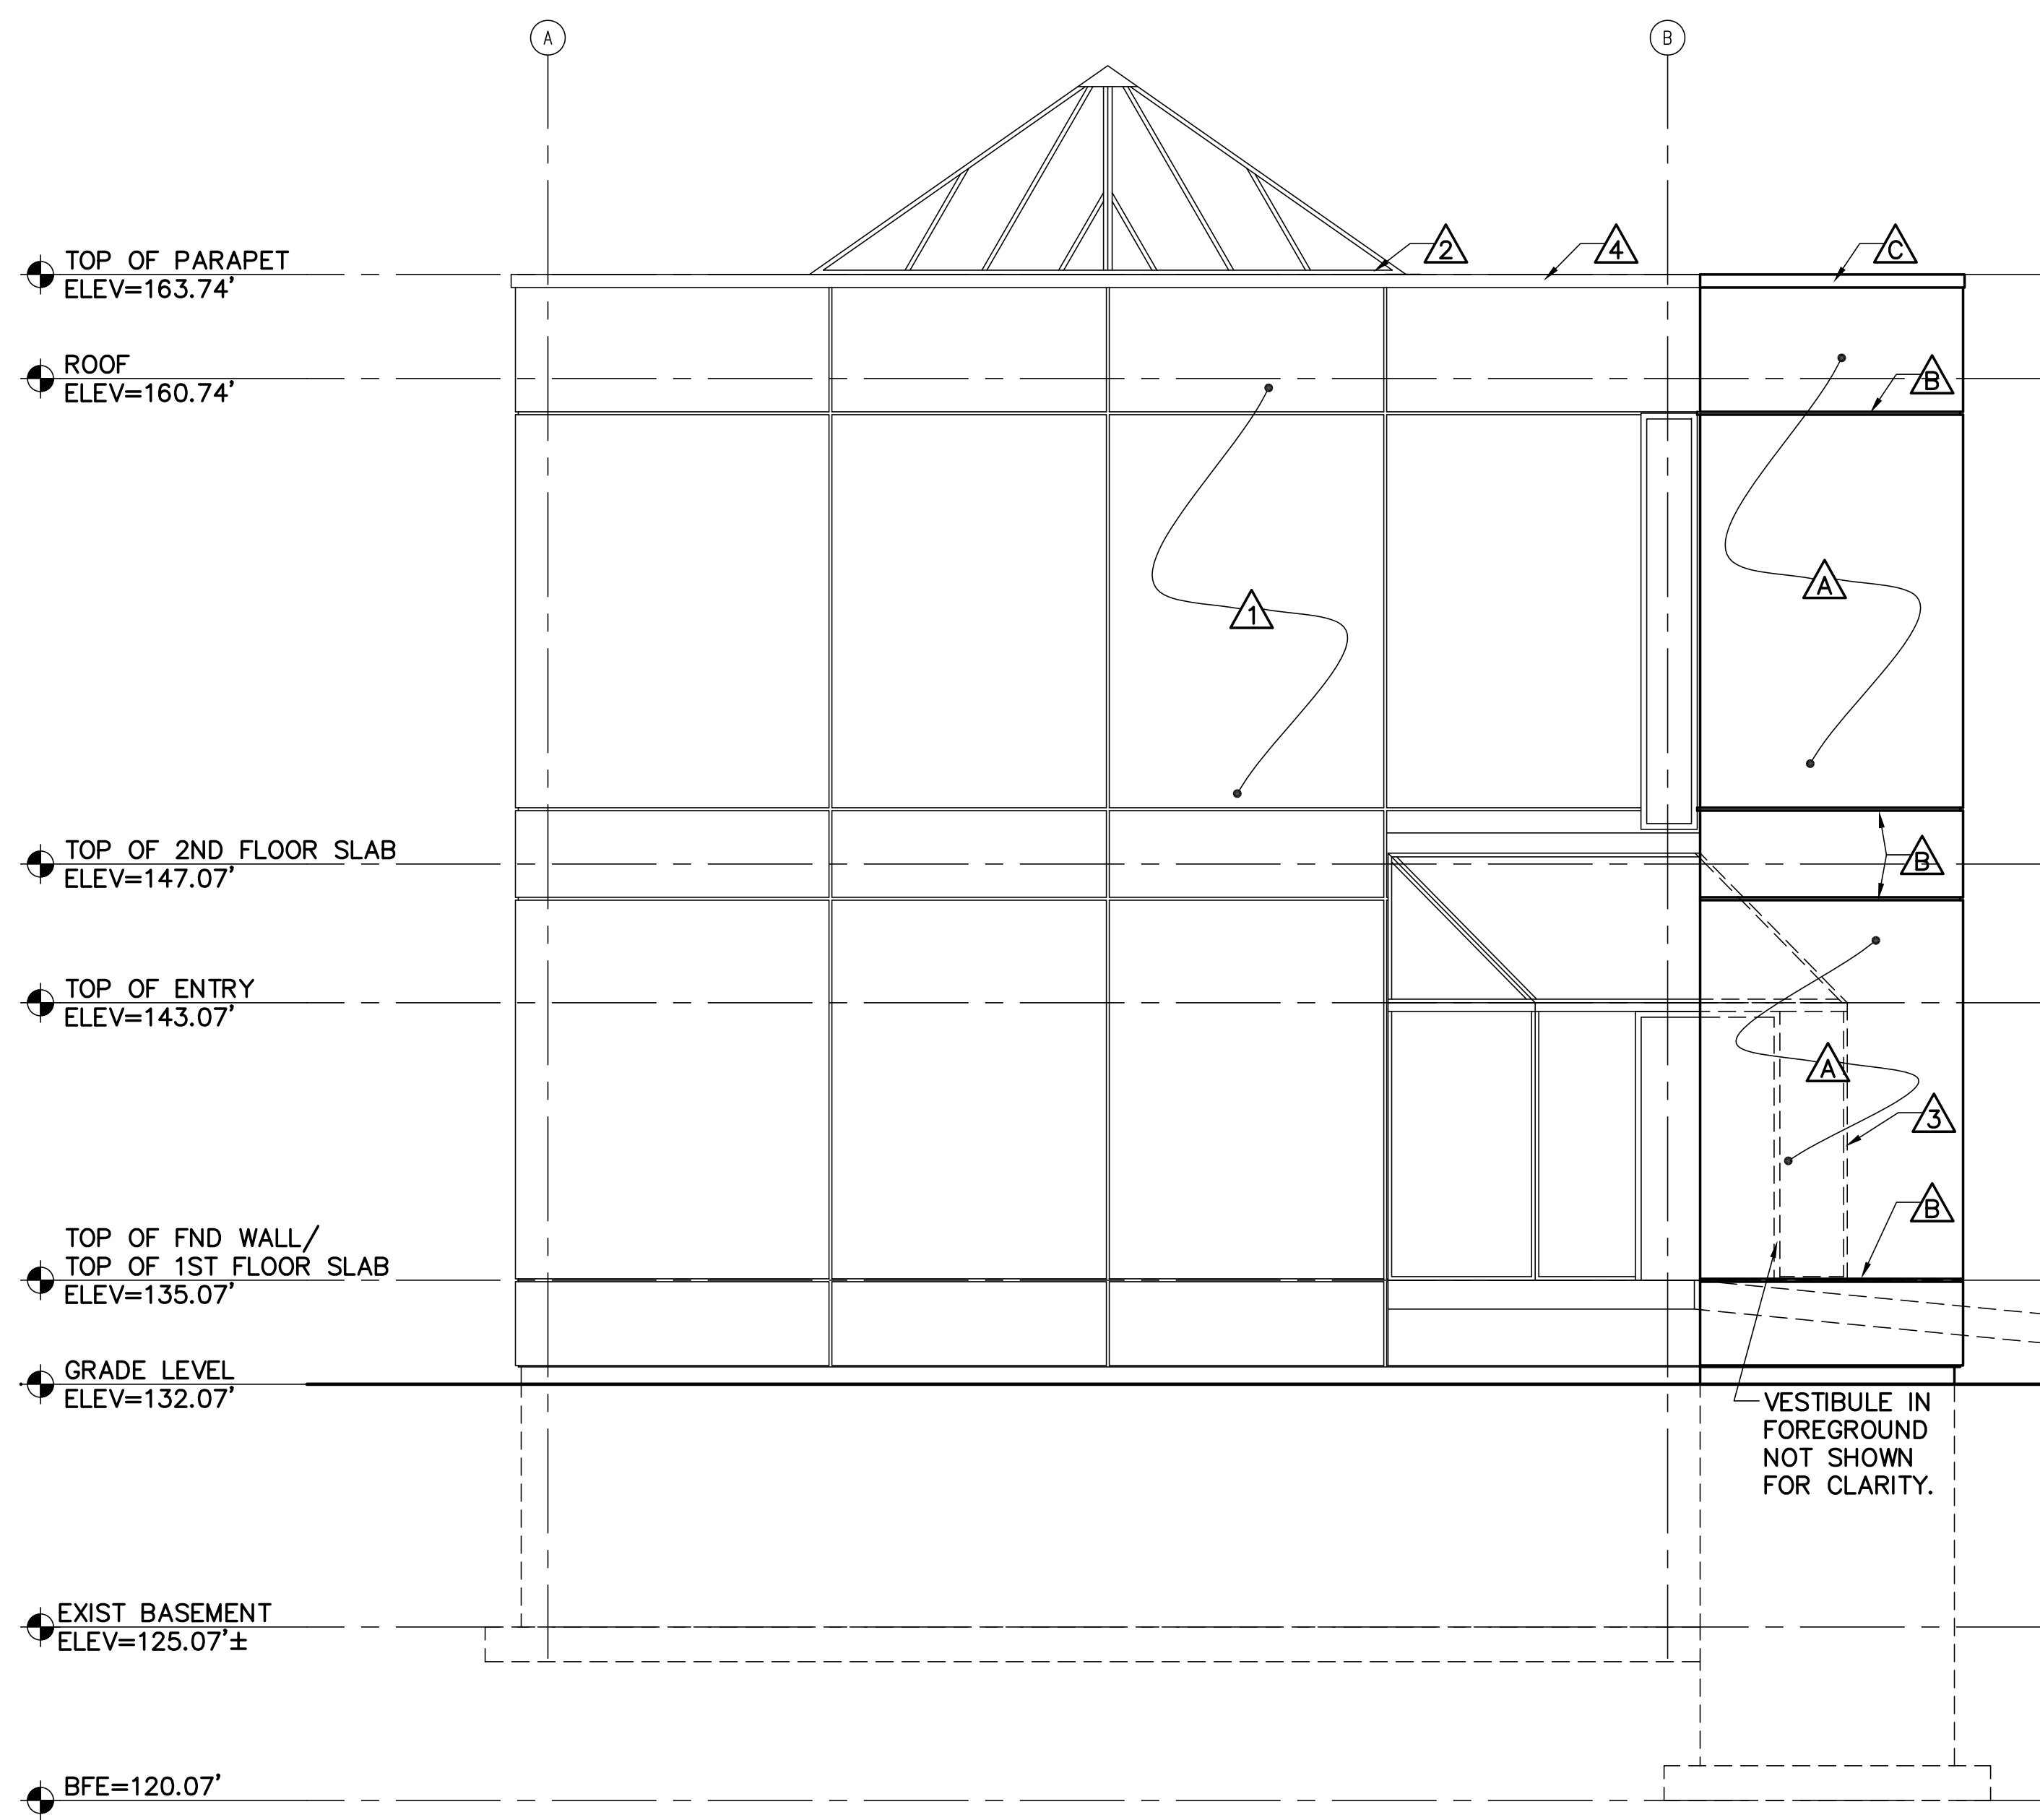 A
B
2
4
C
TOP OF PARAPET
ELEV=163.74'
ROOF
ELEV=160.74'
B
A
1
TOP OF 2ND FLOOR SLAB
ELEV=147.07'
B
TOP OF ENTRY
ELEV=143.07'
A
3
B
TOP OF FND WALL/
TOP OF 1ST FLOOR SLAB
ELEV=135.07'
GRADE LEVEL
ELEV=132.07'
VESTIBULE IN
FOREGROUND
NOT SHOWN
FOR CLARITY.
EXIST BASEMENT
ELEV=125.07'±
BFE=120.07'